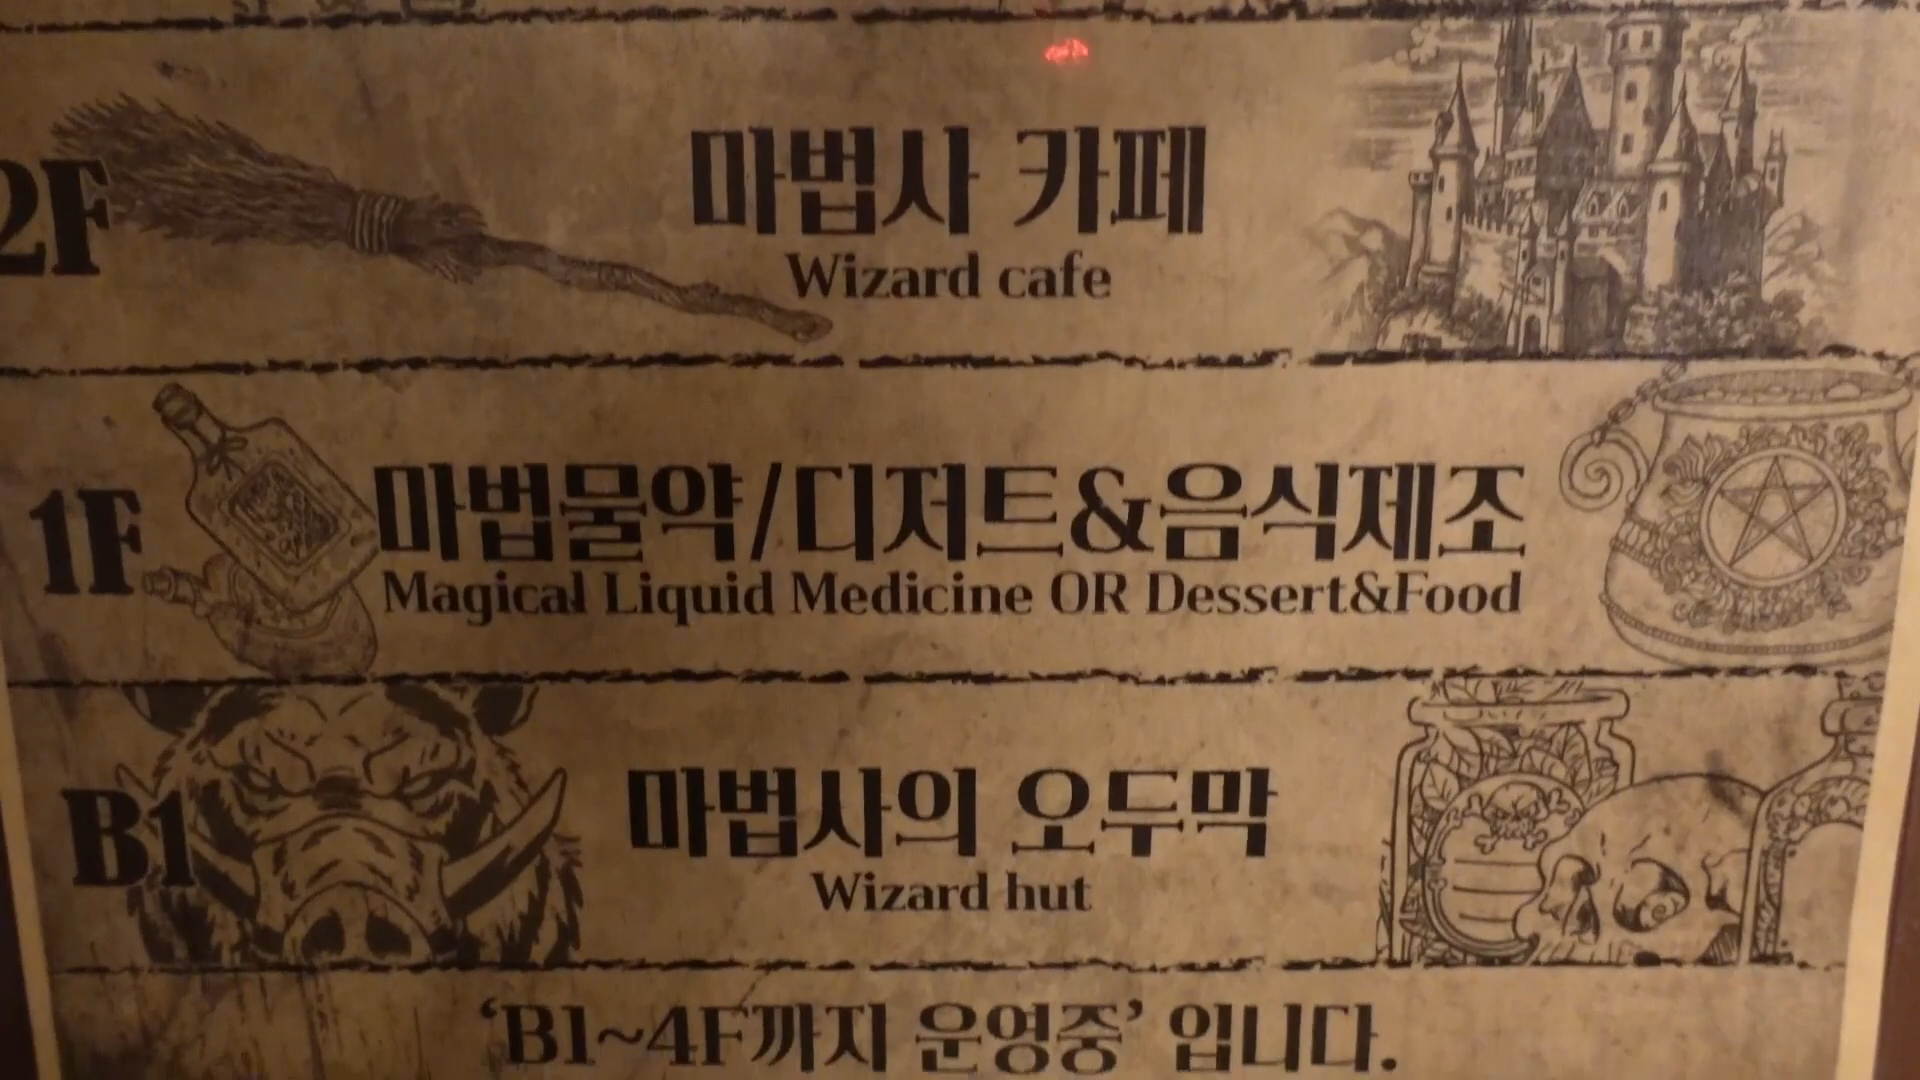 2F
마법사 카페
Wizard cafe
1F
마법물약/디저트&음식제조
Magical Liquid Medicine OR Dessert&Food
B1
마법사의 오두막
Wizard hut
‘B1~4F까지 운영중’ 입니다.